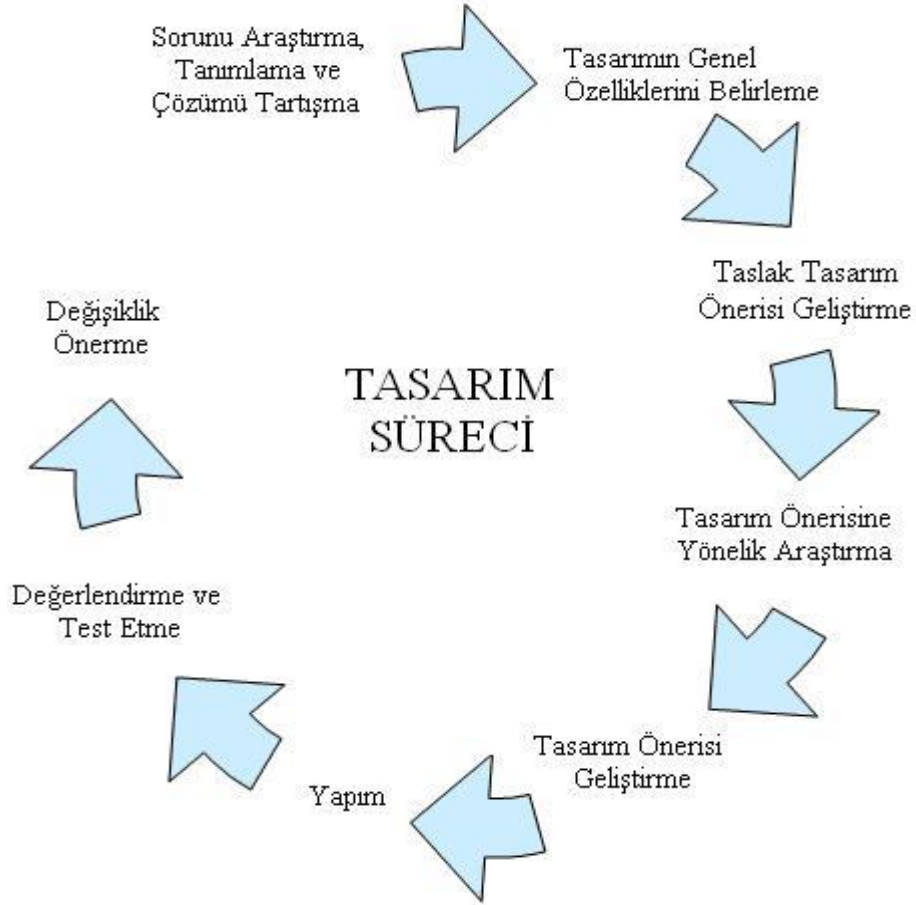 Sorunu Araştırma,
Tanımlama ve
Çözümü Tartışma
Tasarımın Genel
Özelliklerini Belirleme
Taslak Tasarım
Önerisi Geliştirme
Tasarım Önerisine
Yönelik Araştırma
Tasarım Önerisi
Geliştirme
Yapım
Değerlendirme ve
Test Etme
Değişiklik
Önerme
TASARIM
SÜRECİ